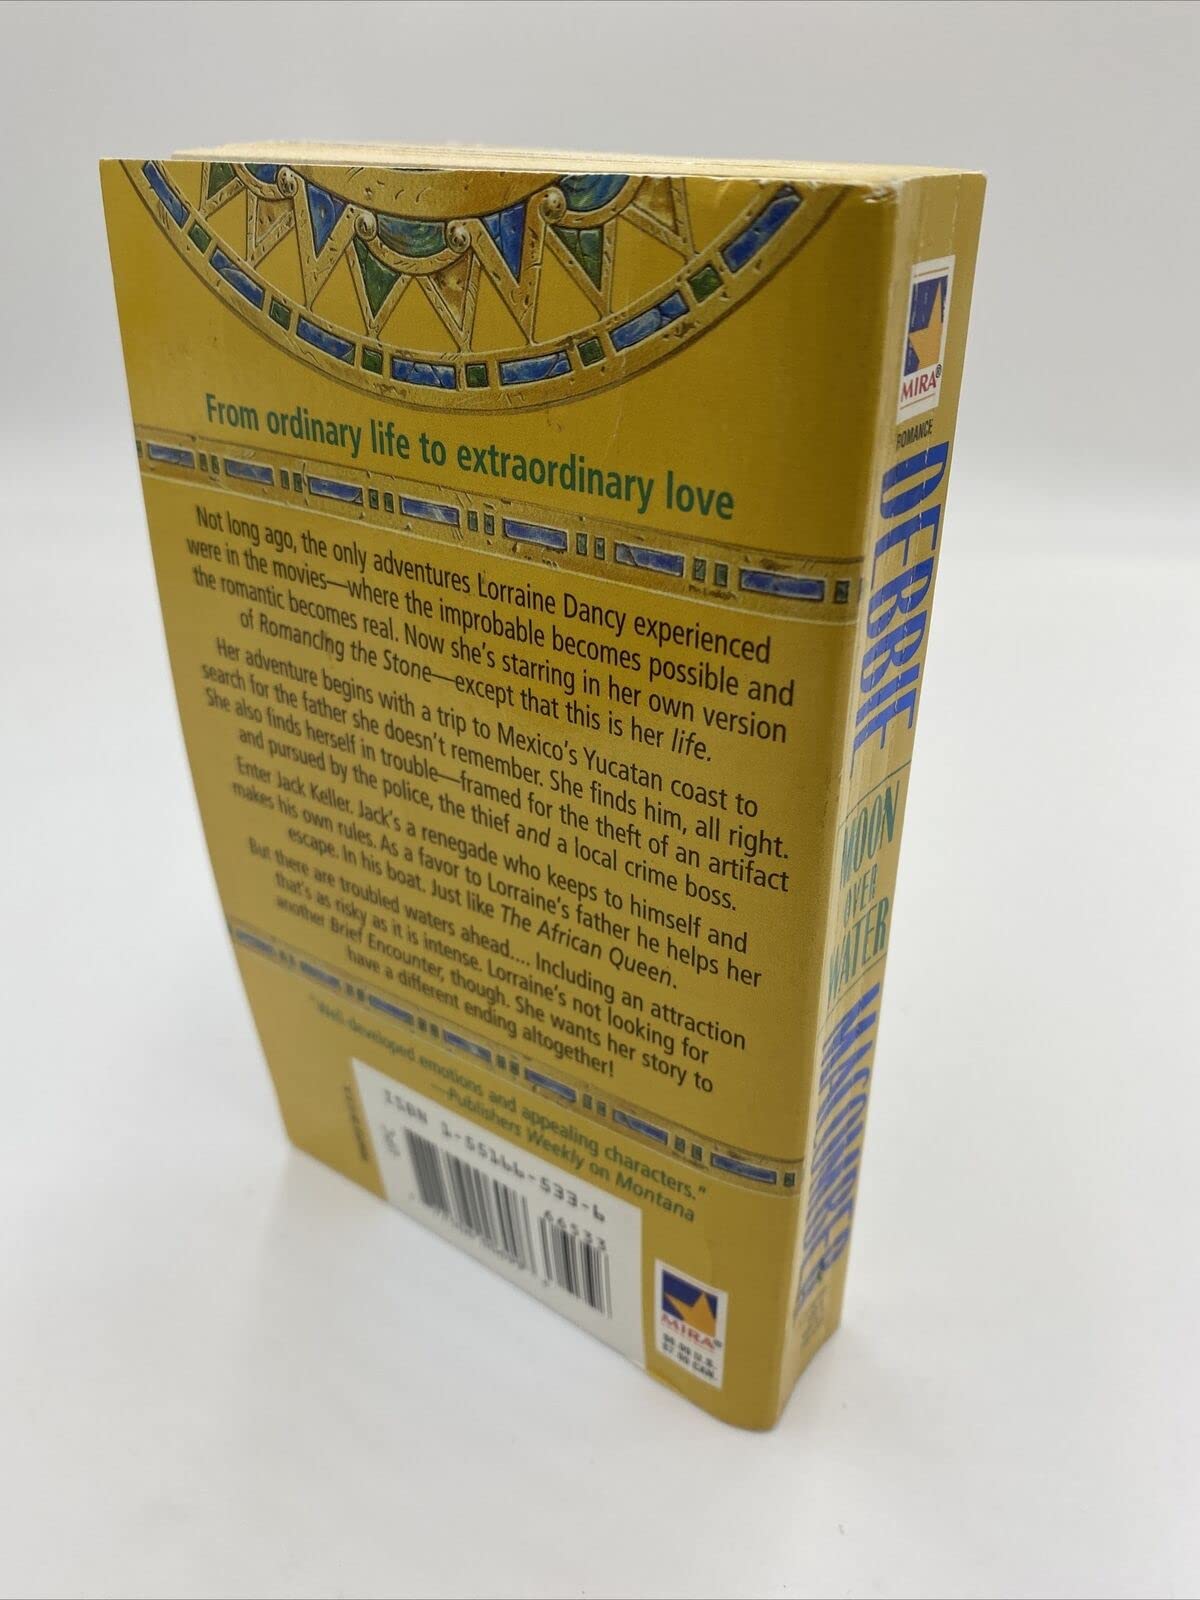 From ordinary life to extraordinary love
Not long ago, the only adventures Lorraine Dancy experienced
were in the movies—where the improbable becomes possible and
the romantic becomes real. Now she's starring in her own version
of Romancing the Stone—except that this is her life.
Her adventure begins with a trip to Mexico's Yucatan coast to
search for the father she doesn't remember. She finds him, all right.
She also finds herself in trouble—framed for the theft of an artifact
and pursued by the police, the thief and a local crime boss.
Enter Jack Keller. Jack's a renegade who keeps to himself and
makes his own rules. As a favor to Lorraine's father he helps her
escape. In his boat. Just like The African Queen.
But there are troubled waters ahead.... Including an attraction
that's as risky as it is intense. Lorraine's not looking for
another Brief Encounter, though. She wants her story to
have a different ending altogether!
"Well-developed emotions and appealing characters."
—Publishers Weekly on Montana
ISBN 1-55166-533-6
66533
MIRA®
$6.99 U.S.
$7.99 CAN.
MIRA®
ROMANCE
DEBBIE
MOON
OVER
WATER
MACOMBER